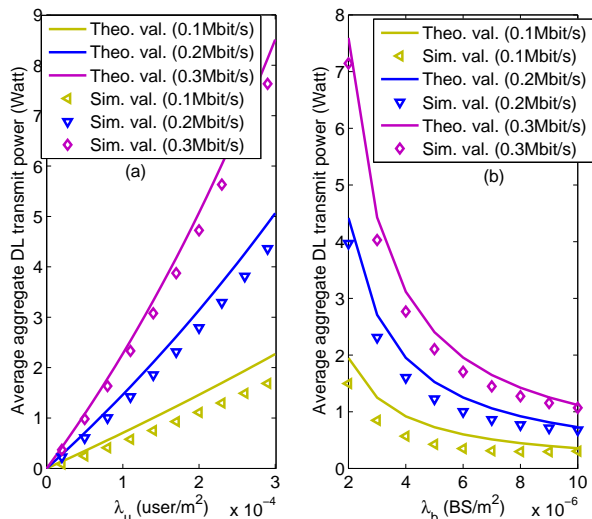 Average aggregate DL transmit power (Watt)
9
8
7
6
5
4
3
2
1
0
Theo. val. (0.1Mbit/s)
Theo. val. (0.2Mbit/s)
Theo. val. (0.3Mbit/s)
Sim. val. (0.1Mbit/s)
Sim. val. (0.2Mbit/s)
Sim. val. (0.3Mbit/s)
(a)
0 1 2 3
λu (user/m²) x 10⁻⁴
Average aggregate DL transmit power (Watt)
8
7
6
5
4
3
2
1
0
Theo. val. (0.1Mbit/s)
Sim. val. (0.1Mbit/s)
Theo. val. (0.2Mbit/s)
Sim. val. (0.2Mbit/s)
Theo. val. (0.3Mbit/s)
Sim. val. (0.3Mbit/s)
(b)
2 4 6 8 10
λb (BS/m²) x 10⁻⁶